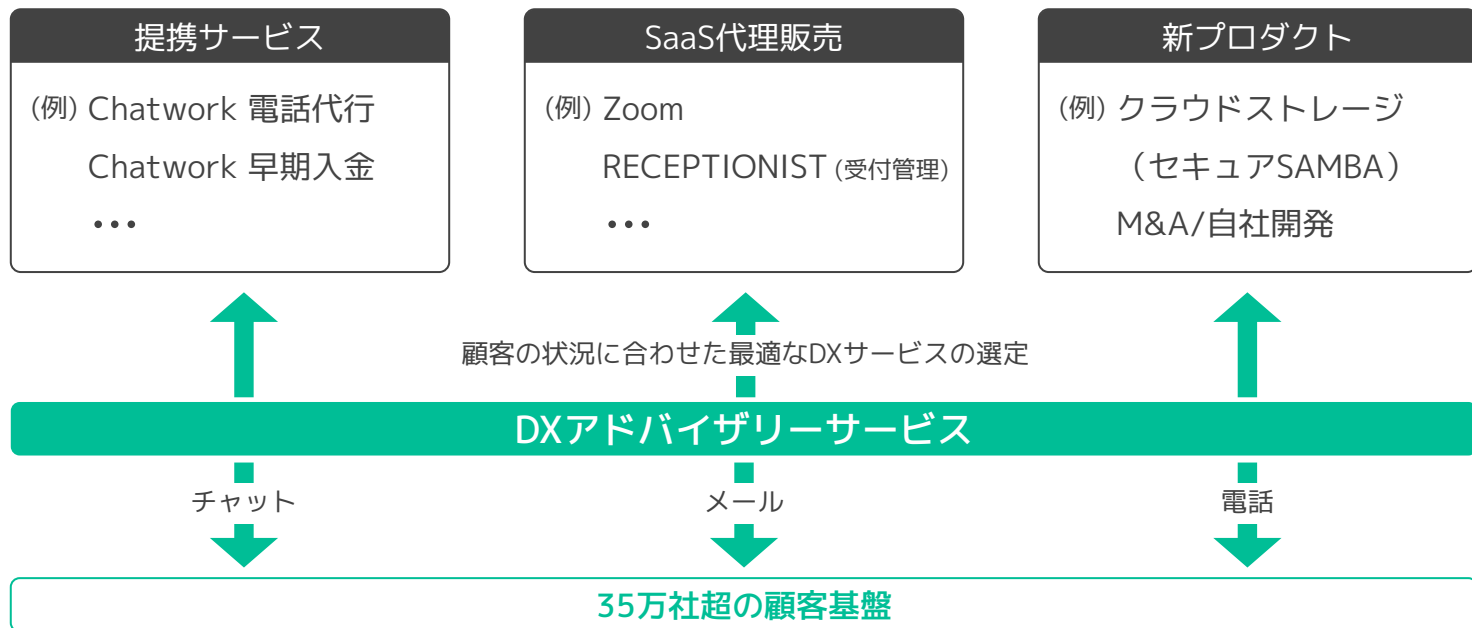 提携サービス
(例) Chatwork 電話代行
Chatwork 早期入金
・・・
SaaS代理販売
(例) Zoom
RECEPTIONIST (受付管理)
・・・
新プロダクト
(例) クラウドストレージ
（セキュアSAMBA）
M&A/自社開発
顧客の状況に合わせた最適なDXサービスの選定
DXアドバイザリーサービス
チャット
メール
電話
35万社超の顧客基盤